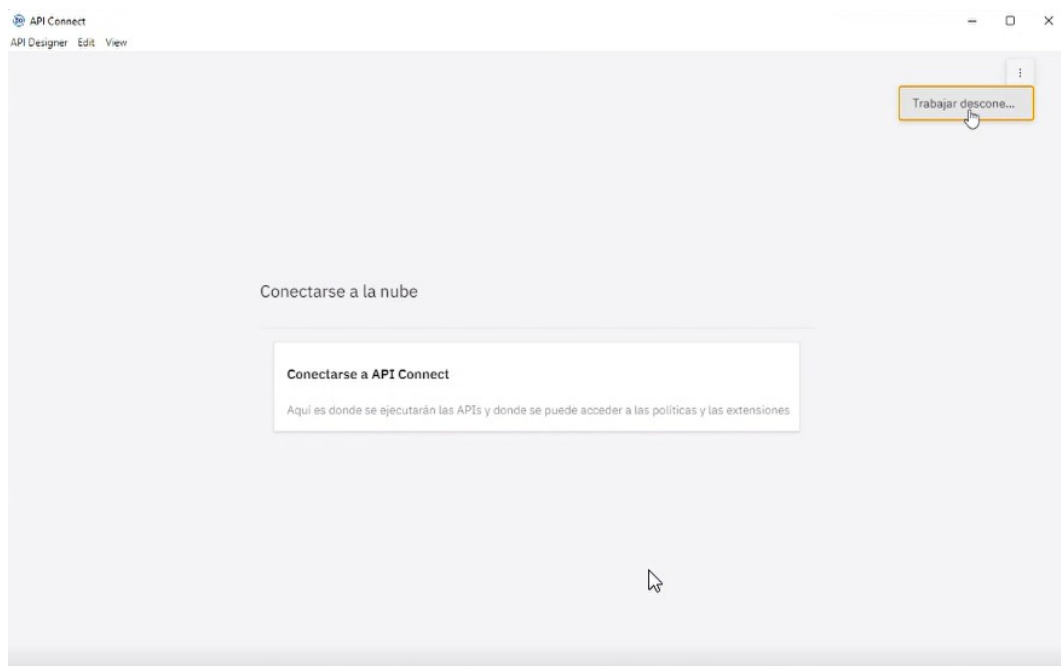 API Connect
API Designer Edit View
Trabajar descone...
Conectarse a la nube
Conectarse a API Connect
Aquí es donde se ejecutarán las APIs y donde se puede acceder a las políticas y las extensiones